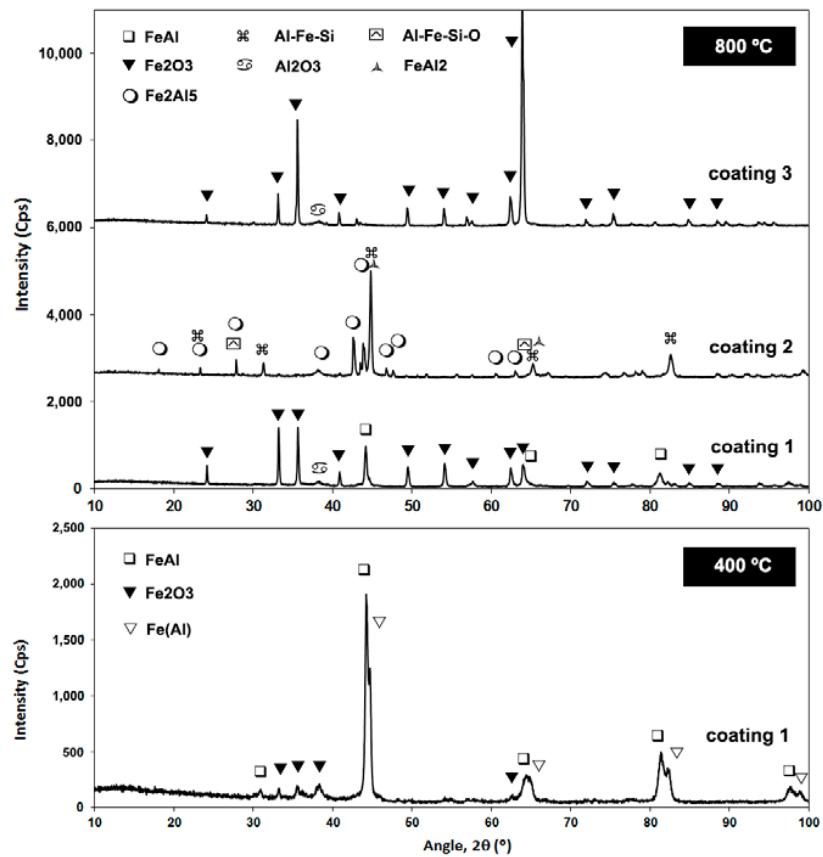 FeAl Al-Fe-Si Al-Fe-Si-O 800 ºC
Fe2O3 Al2O3 FeAl2
Fe2Al5
10,000
8,000
6,000
4,000
2,000
0
Intensity (Cps)
coating 3
coating 2
coating 1
10 20 30 40 50 60 70 80 90 100
2,500
2,000
1,500
1,000
500
0
Intensity (Cps)
FeAl 400 ºC
Fe2O3
Fe(Al)
coating 1
10 20 30 40 50 60 70 80 90 100
Angle, 2θ (º)